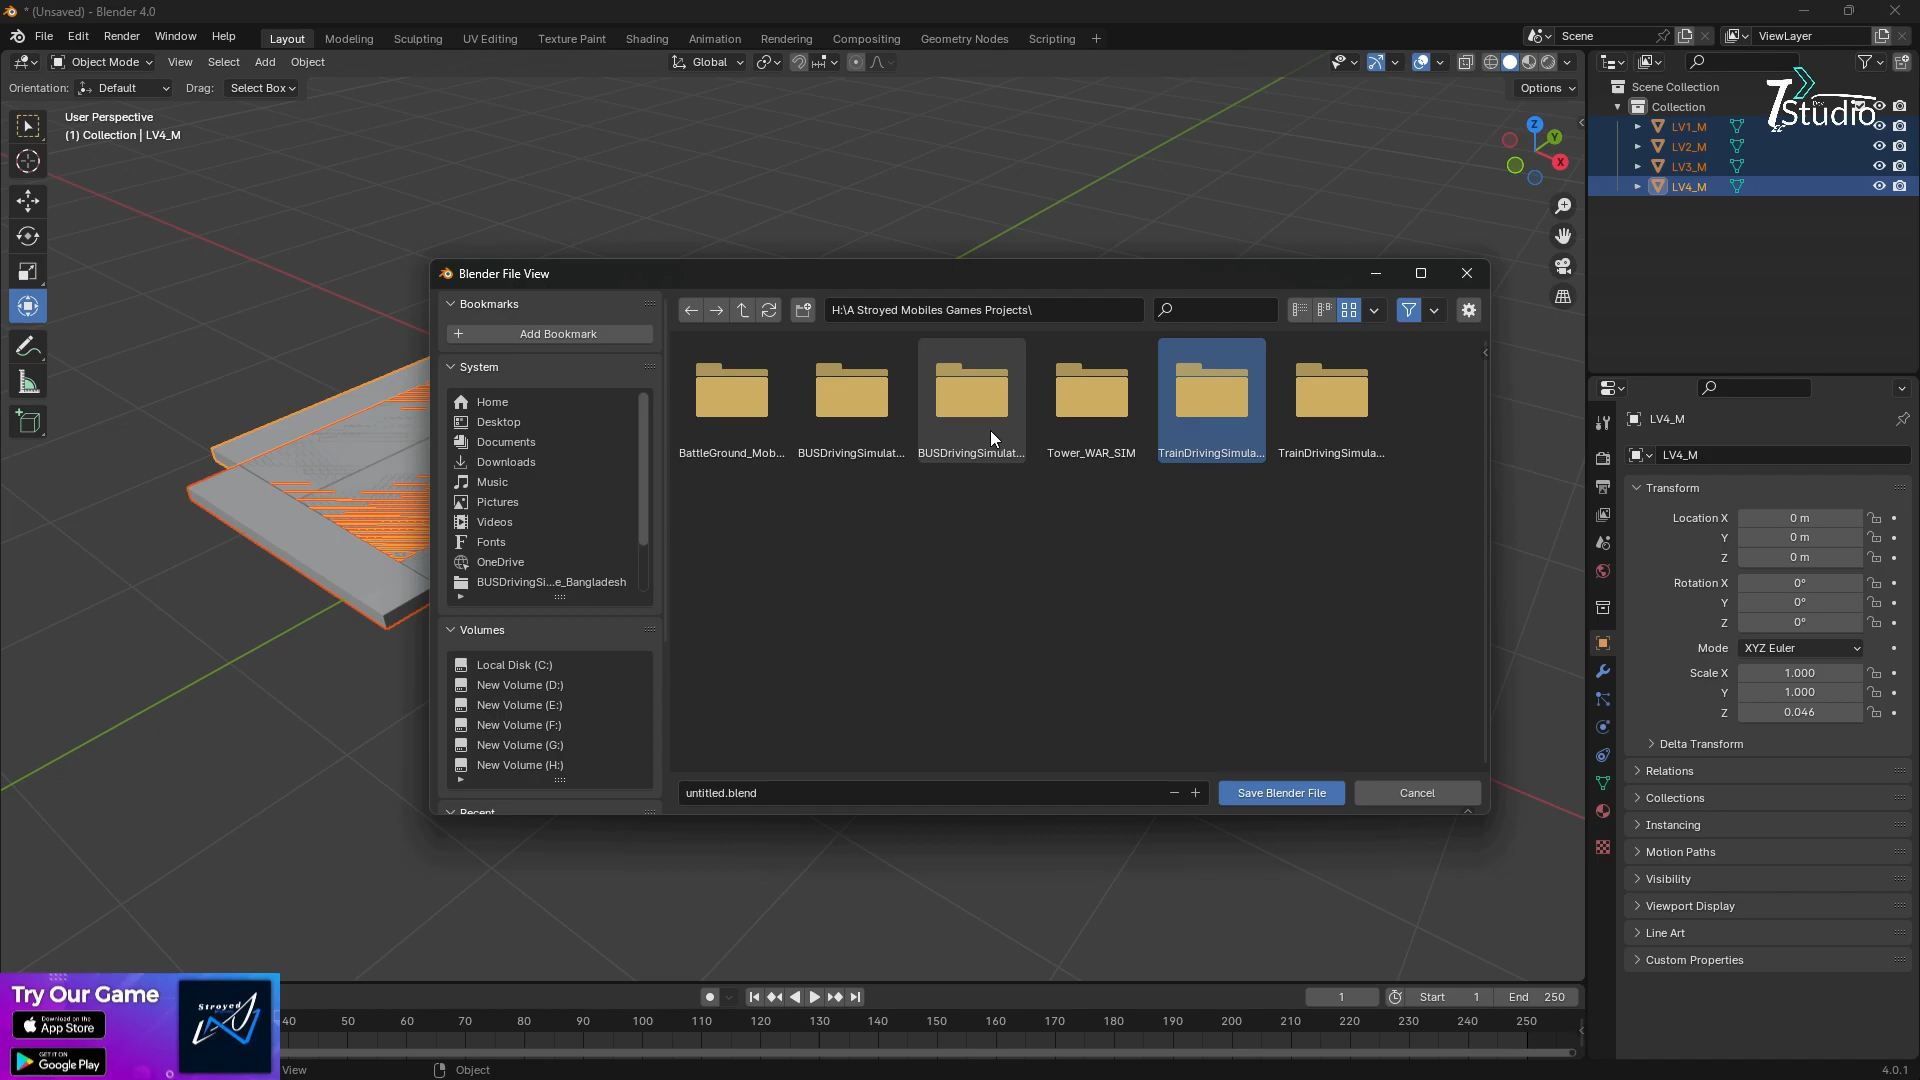 * (Unsaved) - Blender 4.0
File Edit Render Window Help
Layout Modeling Sculpting UV Editing Texture Paint Shading Animation Rendering Compositing Geometry Nodes Scripting +
Scene
ViewLayer
Object Mode View Select Add Object
Global
Orientation: Default Drag: Select Box
Options
User Perspective
(1) Collection | LV4_M
Z
Y
X
Scene Collection
Collection
LV1_M
LV2_M
LV3_M
LV4_M
7Studio
Dev
Blender File View
Bookmarks
Add Bookmark
System
Home
Desktop
Documents
Downloads
Music
Pictures
Videos
Fonts
OneDrive
BUSDrivingSi...e_Bangladesh
Volumes
Local Disk (C:)
New Volume (D:)
New Volume (E:)
New Volume (F:)
New Volume (G:)
New Volume (H:)
Recent
H:\A Stroyed Mobiles Games Projects\
BattleGround_Mob... BUSDrivingSimulat... BUSDrivingSimulat... Tower_WAR_SIM TrainDrivingSimula... TrainDrivingSimula...
untitled.blend
Save Blender File
Cancel
LV4_M
LV4_M
Transform
Location X 0 m
Y 0 m
Z 0 m
Rotation X 0°
Y 0°
Z 0°
Mode XYZ Euler
Scale X 1.000
Y 1.000
Z 0.046
Delta Transform
Relations
Collections
Instancing
Motion Paths
Visibility
Viewport Display
Line Art
Custom Properties
1 Start 1 End 250
40 50 60 70 80 90 100 110 120 130 140 150 160 170 180 190 200 210 220 230 240 250
View Object
4.0.1
Try Our Game
Download on the
App Store
GET IT ON
Google Play
Stroyed